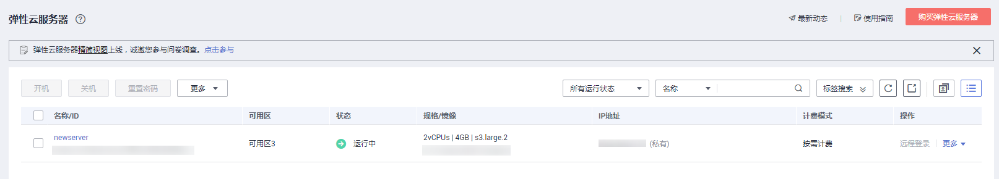 弹性云服务器 ?
最新动态 | 使用指南 购买弹性云服务器
弹性云服务器精简视图上线，诚邀您参与问卷调查。点击参与
开机 关机 重置密码 更多 所有运行状态 名称 标签搜索
名称/ID 可用区 状态 规格/镜像 IP地址 计费模式 操作
newserver 2vCPUs | 4GB | s3.large.2
可用区3 运行中 (私有) 按需计费 远程登录 | 更多